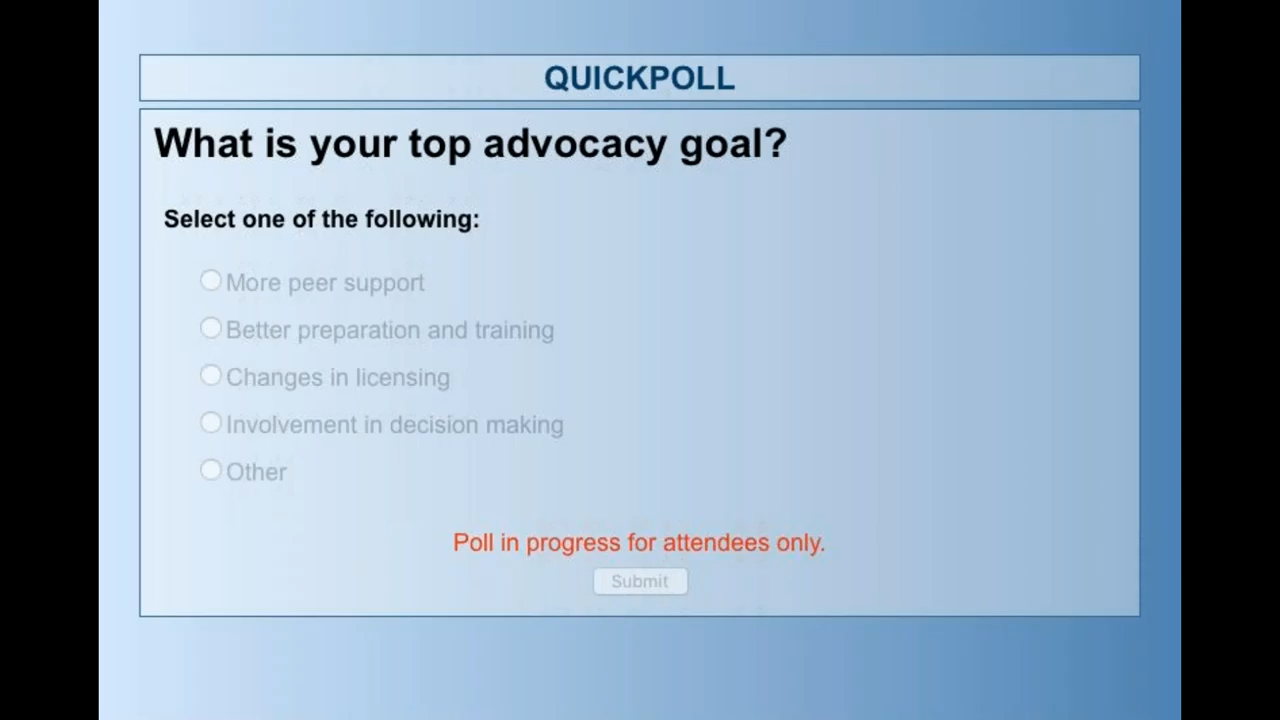 QUICKPOLL
What is your top advocacy goal?
Select one of the following:
More peer support
Better preparation and training
Changes in licensing
Involvement in decision making
Other
Poll in progress for attendees only.
Submit